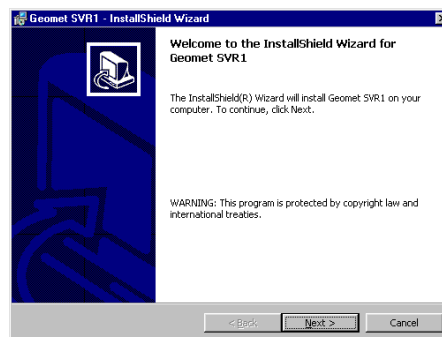 Geomet SVR1 - InstallShield Wizard
Welcome to the InstallShield Wizard for
Geomet SVR1
The InstallShield(R) Wizard will install Geomet SVR1 on your
computer. To continue, click Next.
WARNING: This program is protected by copyright law and
international treaties.
< Back
Next >
Cancel